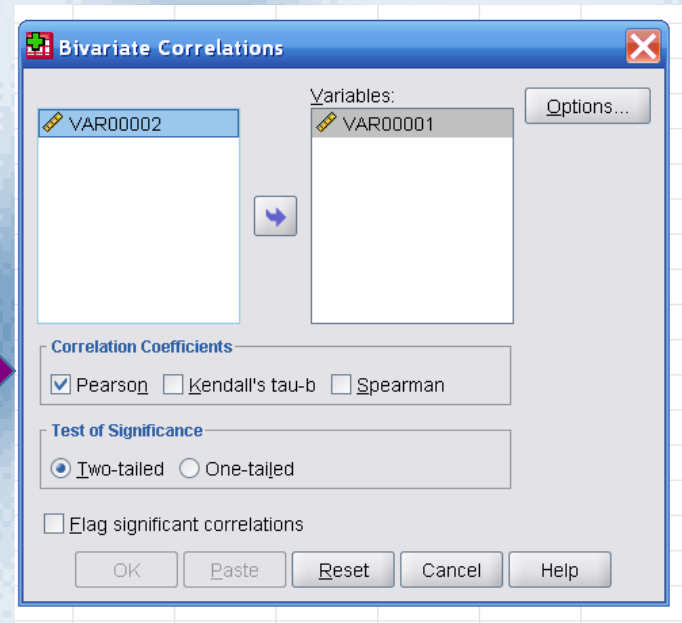 Bivariate Correlations
Variables:
VAR00002
VAR00001
Options...
Correlation Coefficients
Pearson Kendall's tau-b Spearman
Test of Significance
Two-tailed One-tailed
Flag significant correlations
OK Paste Reset Cancel Help